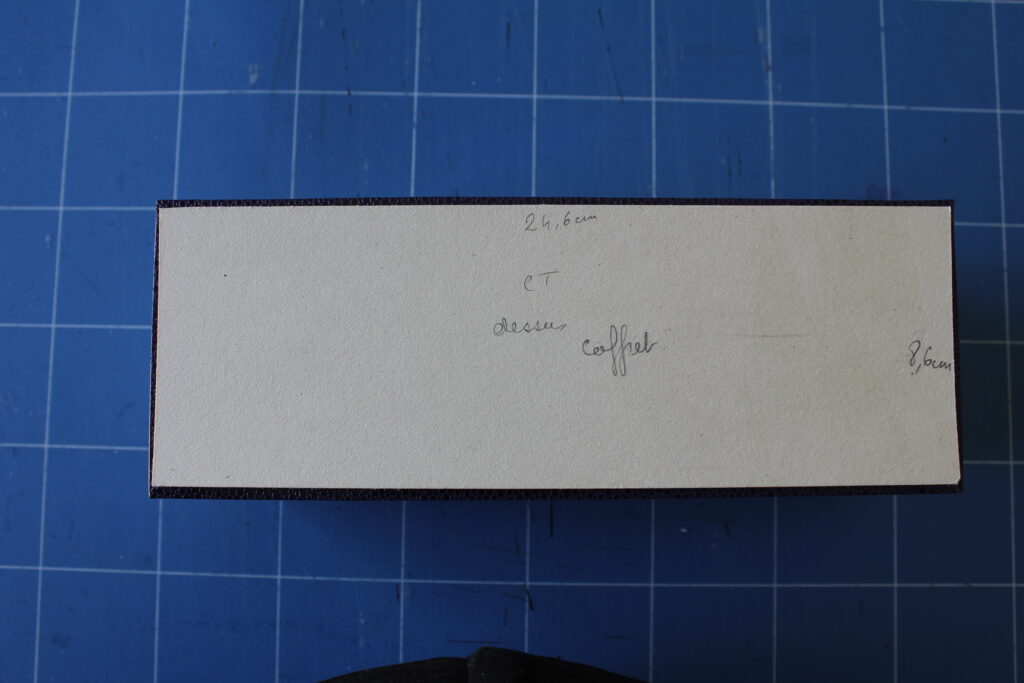 24,6cm
CT
dessus
coffret
8,6cm